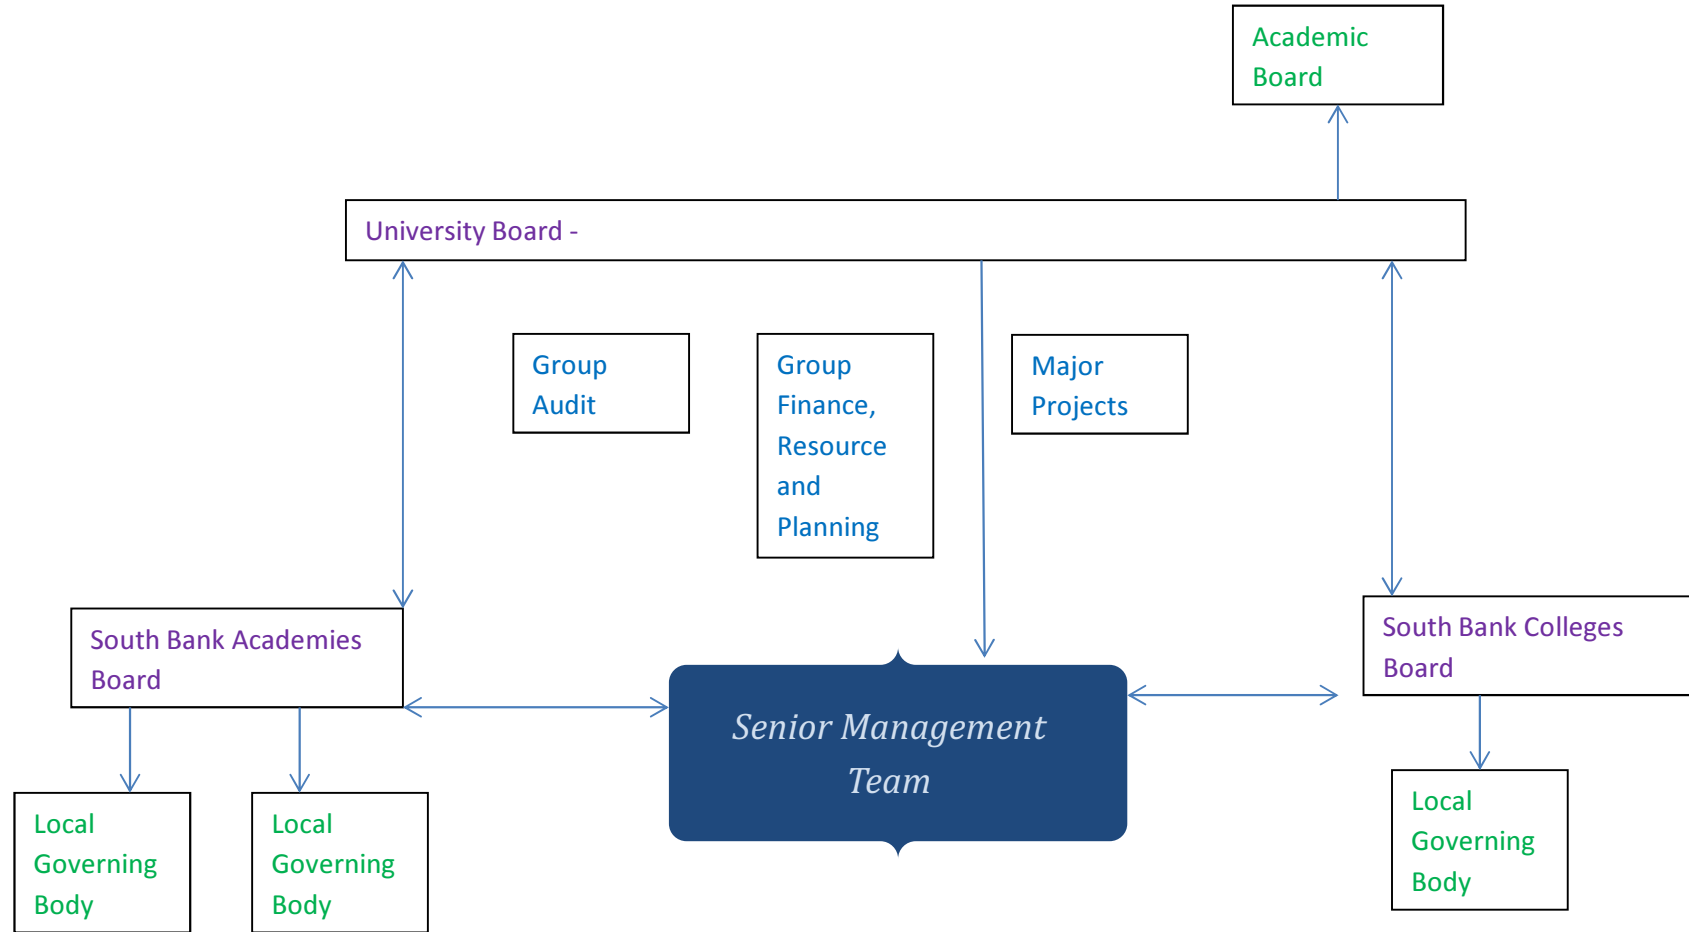 Academic
Board
University Board -
Group
Audit
Group
Finance,
Resource
and
Planning
Major
Projects
South Bank Academies
Board
Senior Management
Team
South Bank Colleges
Board
Local
Governing
Body
Local
Governing
Body
Local
Governing
Body